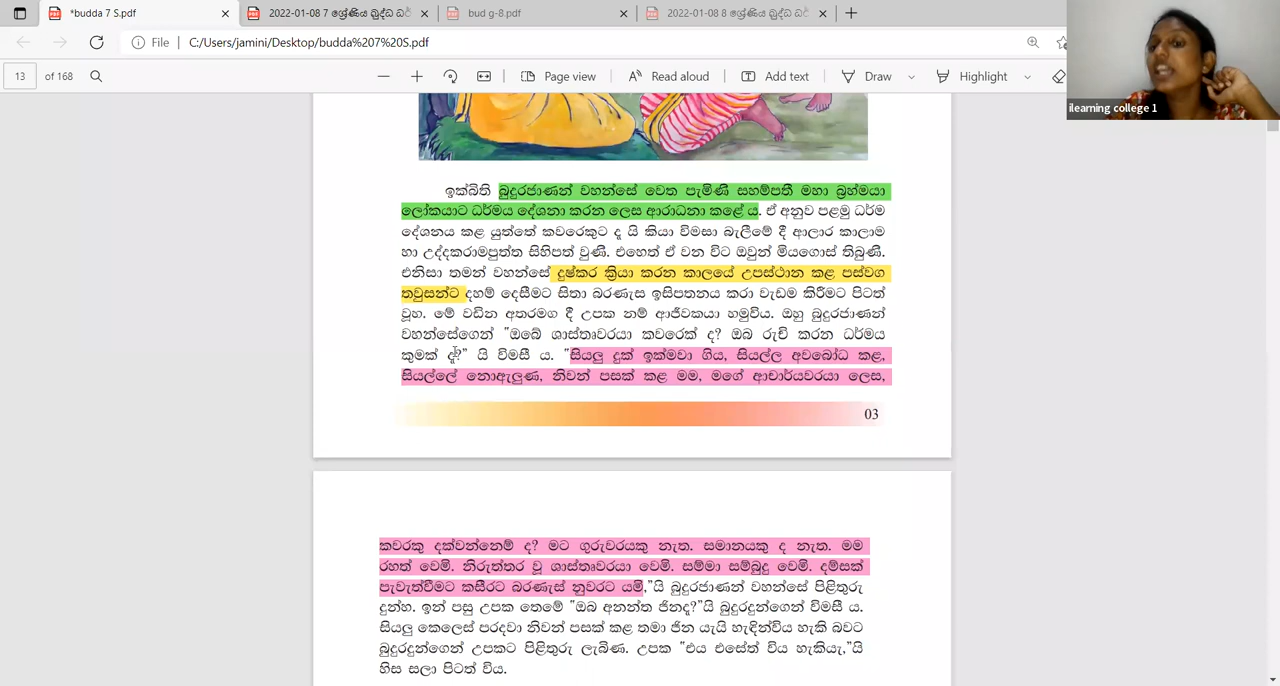 *budda 7 S.pdf
2022-01-08 7 ශ්‍රේණිය බුද්ධ ධර්
bud g-8.pdf
2022-01-08 8 ශ්‍රේණිය බුද්ධ ධර්
File
C:/Users/jamini/Desktop/budda%207%20S.pdf
13 of 168
Page view
Read aloud
Add text
Draw
Highlight
ilearning college 1
ඉක්බිති බුදුරජාණන් වහන්සේ වෙත පැමිණි සහම්පතී මහා බ්‍රහ්මයා
ලෝකයාට ධර්මය දේශනා කරන ලෙස ආරාධනා කළේ ය. ඒ අනුව පළමු ධර්ම
දේශනය කළ යුත්තේ කවරෙකුට දැ යි කියා විමසා බැලීමේ දී ආලාර කාලාම
හා උද්දකරාමපුත්ත සිහිපත් වුණි. එහෙත් ඒ වන විට ඔවුන් මියගොස් තිබුණි.
එනිසා තමන් වහන්සේ දුෂ්කර ක්‍රියා කරන කාලයේ උපස්ථාන කළ පස්වග
තවුසන්ට දහම් දෙසීමට සිතා බරණැස ඉසිපතනය කරා වැඩම කිරීමට පිටත්
වූහ. මේ වඩින අතරමග දී උපක නම් ආජීවකයා හමුවිය. ඔහු බුදුරජාණන්
වහන්සේගෙන් "ඔබේ ශාස්තෘවරයා කවරෙක් ද? ඔබ රුචි කරන ධර්මය
කුමක් ද?" යි විමසී ය. "සියලු දුක් ඉක්මවා ගිය, සියල්ල අවබෝධ කළ,
සියල්ලේ නොඇලුණ, නිවන් පසක් කළ මම, මගේ ආචාර්යවරයා ලෙස,
03
කවරකු දක්වන්නෙම් ද? මට ගුරුවරයකු නැත. සමානයකු ද නැත. මම
රහත් වෙමි. නිරුත්තර වූ ශාස්තෘවරයා වෙමි. සම්මා සම්බුදු වෙමි. දම්සක්
පැවැත්වීමට කසීරට බරණැස් නුවරට යමි,"යි බුදුරජාණන් වහන්සේ පිළිතුරු
දුන්හ. ඉන් පසු උපක තෙමේ "ඔබ අනන්ත ජිනද?"යි බුදුරදුන්ගෙන් විමසී ය.
සියලු කෙලෙස් පරදවා නිවන් පසක් කළ තමා ජින යැයි හැඳින්විය හැකි බවට
බුදුරදුන්ගෙන් උපකට පිළිතුරු ලැබිණ. උපක "එය එසේත් විය හැකියැ,"යි
හිස සලා පිටත් විය.